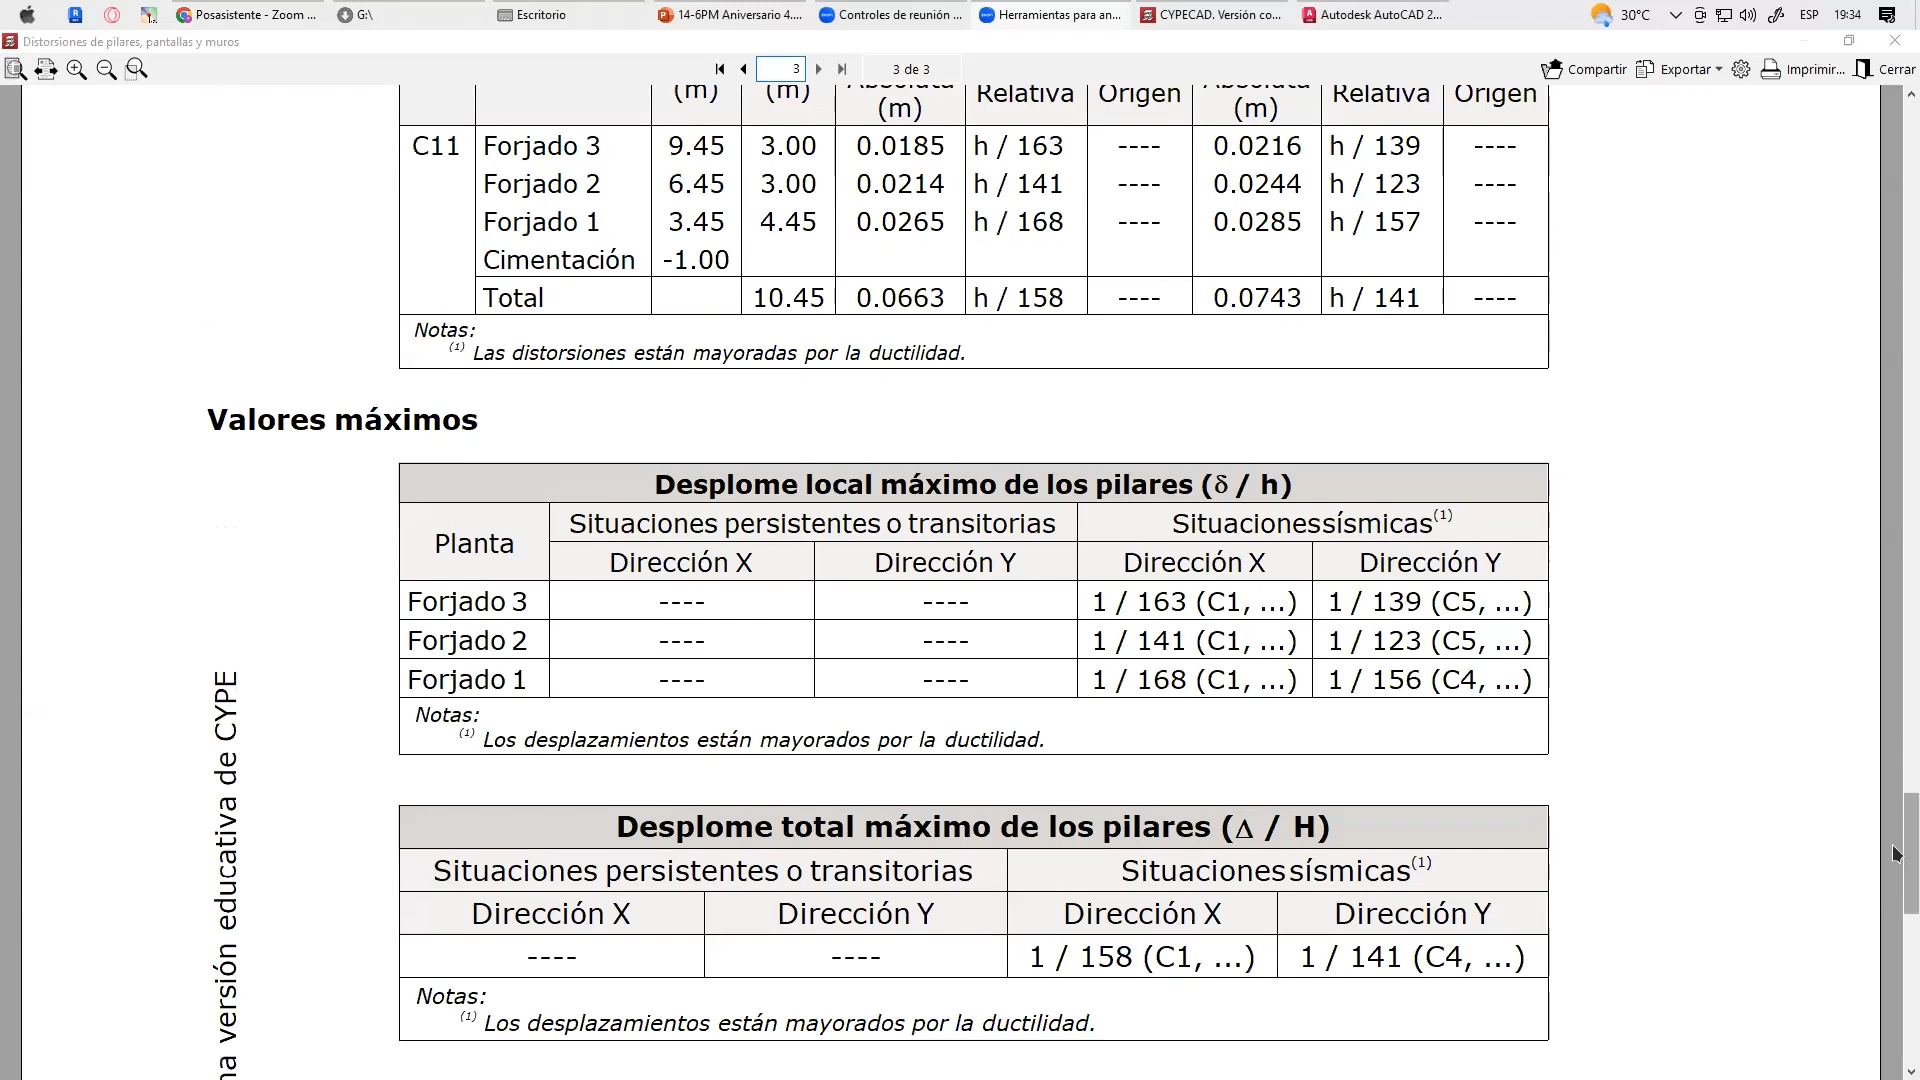 Posasistente - Zoom ...
G:\
Escritorio
14-6PM Aniversario 4....
Controles de reunión ...
Herramientas para an...
CYPECAD. Versión co...
Autodesk AutoCAD 2...
30°C
ESP
19:34
Distorsiones de pilares, pantallas y muros
3
3 de 3
Compartir
Exportar
Imprimir...
Cerrar
(m) (m) Absoluta (m) Relativa Origen Absoluta (m) Relativa Origen
C11 Forjado 3 9.45 3.00 0.0185 h / 163 ---- 0.0216 h / 139 ----
Forjado 2 6.45 3.00 0.0214 h / 141 ---- 0.0244 h / 123 ----
Forjado 1 3.45 4.45 0.0265 h / 168 ---- 0.0285 h / 157 ----
Cimentación -1.00
Total 10.45 0.0663 h / 158 ---- 0.0743 h / 141 ----
Notas:
(1) Las distorsiones están mayoradas por la ductilidad.
Valores máximos
Desplome local máximo de los pilares (δ / h)
Planta Situaciones persistentes o transitorias Situaciones sísmicas(1)
Dirección X Dirección Y Dirección X Dirección Y
Forjado 3 ---- ---- 1 / 163 (C1, ...) 1 / 139 (C5, ...)
Forjado 2 ---- ---- 1 / 141 (C1, ...) 1 / 123 (C5, ...)
Forjado 1 ---- ---- 1 / 168 (C1, ...) 1 / 156 (C4, ...)
Notas:
(1) Los desplazamientos están mayorados por la ductilidad.
Desplome total máximo de los pilares (Δ / H)
Situaciones persistentes o transitorias Situaciones sísmicas(1)
Dirección X Dirección Y Dirección X Dirección Y
---- ---- 1 / 158 (C1, ...) 1 / 141 (C4, ...)
Notas:
(1) Los desplazamientos están mayorados por la ductilidad.
na versión educativa de CYPE